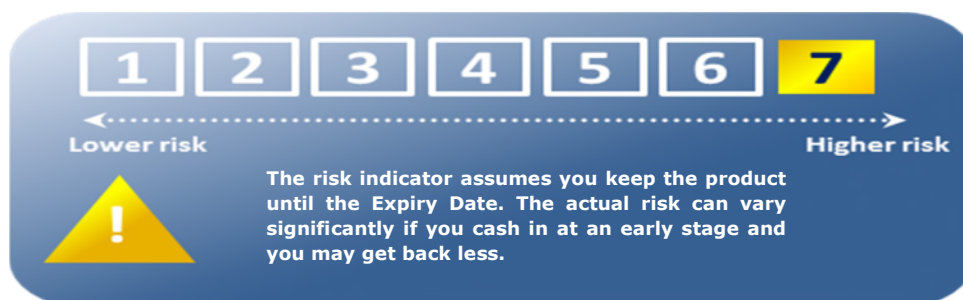 1 2 3 4 5 6 7
Lower risk Higher risk
!
The risk indicator assumes you keep the product
until the Expiry Date. The actual risk can vary
significantly if you cash in at an early stage and
you may get back less.